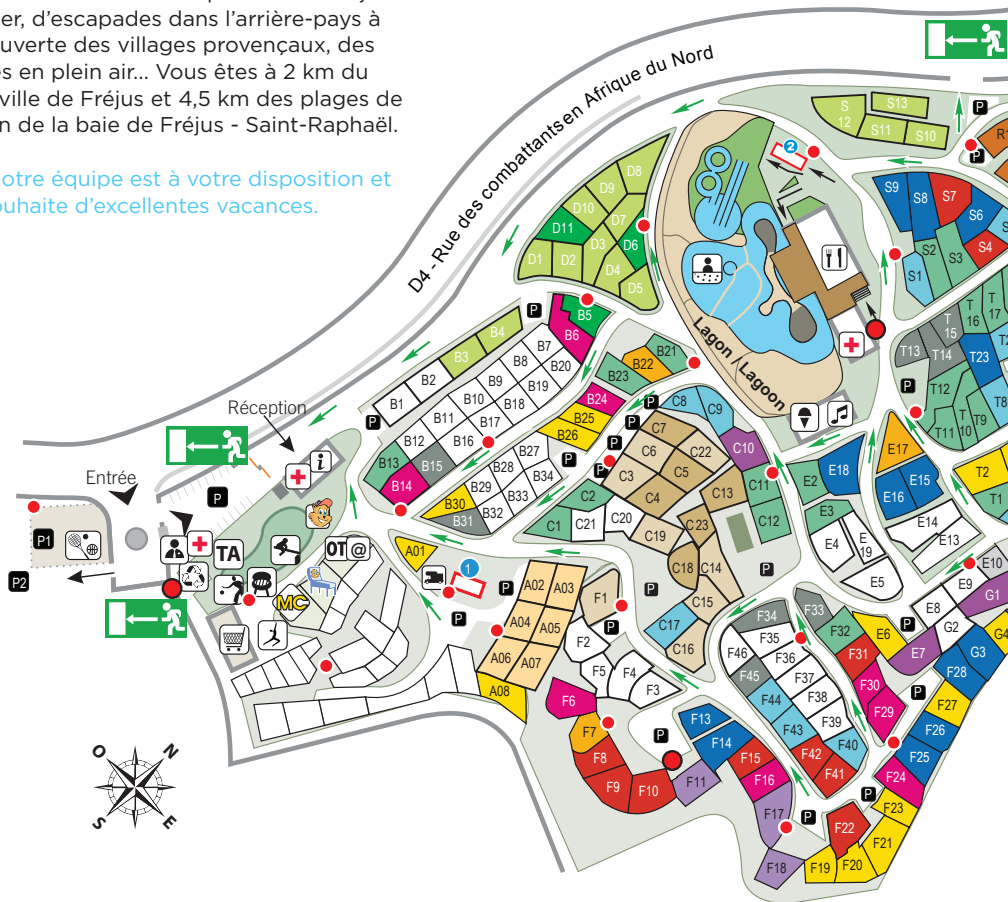 er, d'escapades dans l'arrière-pays à
uverte des villages provençaux, des
s en plein air... Vous êtes à 2 km du
ville de Fréjus et 4,5 km des plages de
n de la baie de Fréjus - Saint-Raphaël.
otre équipe est à votre disposition et
ouhaite d'excellentes vacances.
D4 - Rue des combattantsen Afrique du Nord
Lagon / Lagoon
Réception
Entrée
P1
P2
P
TA
OT @
MC
i
1
2
O N
S E
S12 S13
S11 S10
S9 S8 S7 S6
S2 S3 S4
S1
D8
D9
D10 D7
D11 D6
D1 D2 D3 D4
D5
B5
B6
B4
B3
B2
B1
B7
B8 B20
B9 B19
B10 B18
B11 B17
B12 B16
B13 B15
B14
B21
B22
B23
B24
B25
B26
B27
B28 B34
B29 B33
B30 B32
B31
T16 T17
T15
T13 T14 T23
T12 T8
T11 T10 T9
T2
T1
C8 C9
C7
C6 C22 C10
C3 C5
C4 C13 C11
C2 C12
C1 C21 C20 C19 C23
C18 C14
C15
C17
C16
E17
E18
E2 E16 E15
E3 E14
E4 E19 E13
E5 E10
E9
E8
E6
E7
G1
G2
G3
G4
A01
A02 A03
A04 A05
A06 A07
A08
F1
F2
F5 F4 F3
F6
F7
F8
F9 F10
F11
F13
F14
F15
F16
F17
F18
F19 F20 F21
F22
F23
F24
F25
F26
F27
F28
F29
F30
F31
F32
F33
F34
F35
F46 F36
F45 F37
F44 F38
F43 F39
F42 F40
F41